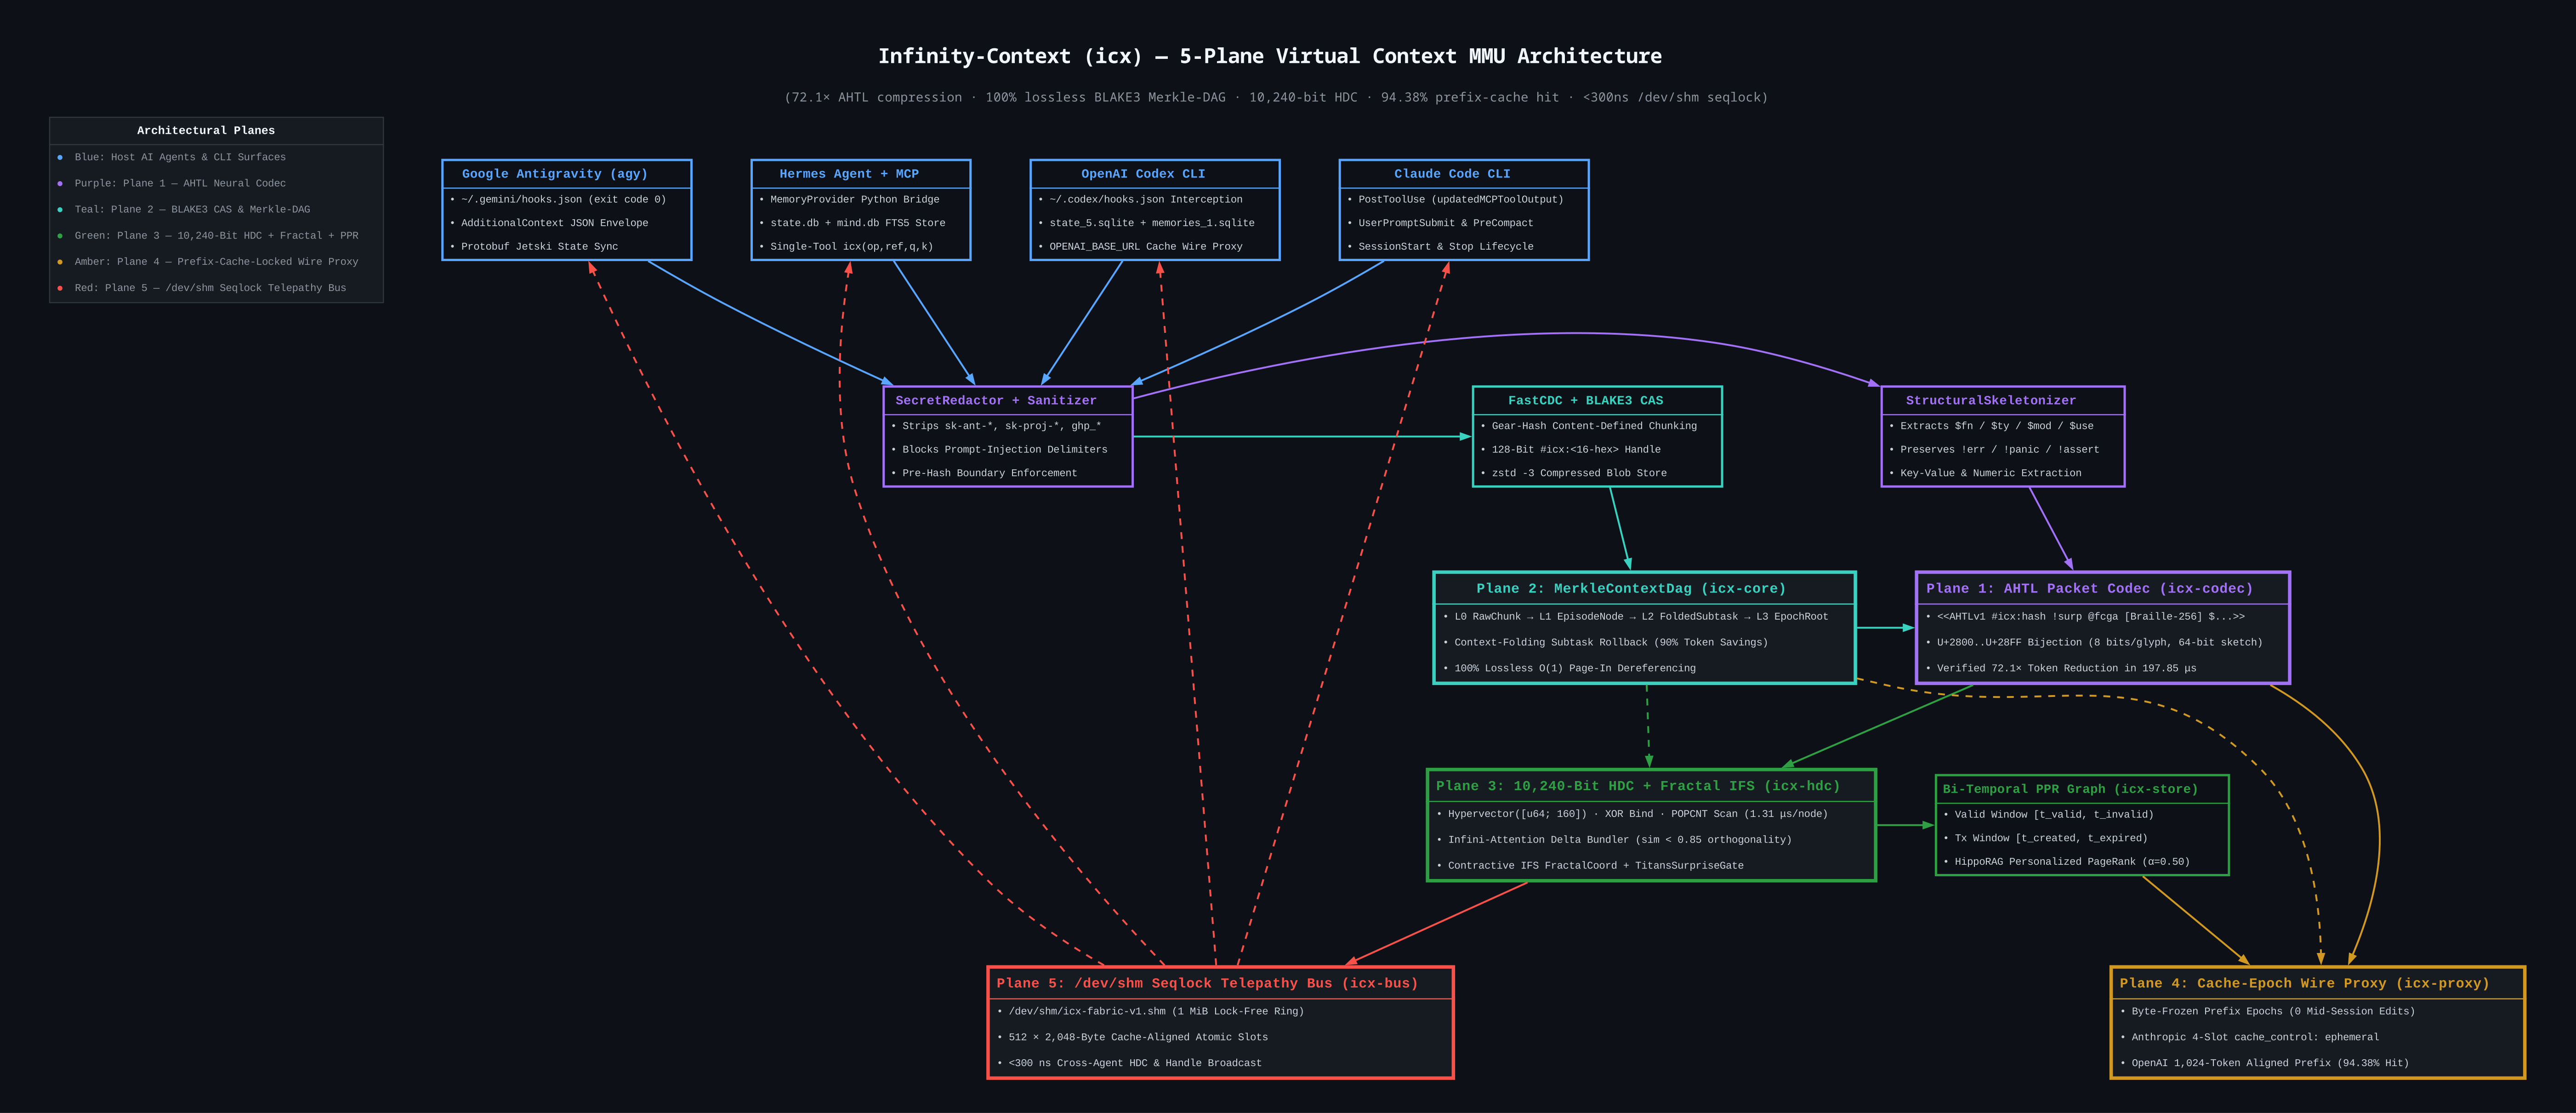 Infinity-Context (icx) — 5-Plane Virtual Context MMU Architecture
(72.1× AHTL compression · 100% lossless BLAKE3 Merkle-DAG · 10,240-bit HDC · 94.38% prefix-cache hit · <300ns /dev/shm seqlock)
Architectural Planes
● Blue: Host AI Agents & CLI Surfaces
● Purple: Plane 1 — AHTL Neural Codec
● Teal: Plane 2 — BLAKE3 CAS & Merkle-DAG
● Green: Plane 3 — 10,240-Bit HDC + Fractal + PPR
● Amber: Plane 4 — Prefix-Cache-Locked Wire Proxy
● Red: Plane 5 — /dev/shm Seqlock Telepathy Bus
Google Antigravity (agy)
• ~/.gemini/hooks.json (exit code 0)
• AdditionalContext JSON Envelope
• Protobuf Jetski State Sync
Hermes Agent + MCP
• MemoryProvider Python Bridge
• state.db + mind.db FTS5 Store
• Single-Tool icx(op,ref,q,k)
OpenAI Codex CLI
• ~/.codex/hooks.json Interception
• state_5.sqlite + memories_1.sqlite
• OPENAI_BASE_URL Cache Wire Proxy
Claude Code CLI
• PostToolUse (updatedMCPToolOutput)
• UserPromptSubmit & PreCompact
• SessionStart & Stop Lifecycle
SecretRedactor + Sanitizer
• Strips sk-ant-*, sk-proj-*, ghp_*
• Blocks Prompt-Injection Delimiters
• Pre-Hash Boundary Enforcement
FastCDC + BLAKE3 CAS
• Gear-Hash Content-Defined Chunking
• 128-Bit #icx:<16-hex> Handle
• zstd -3 Compressed Blob Store
StructuralSkeletonizer
• Extracts $fn / $ty / $mod / $use
• Preserves !err / !panic / !assert
• Key-Value & Numeric Extraction
Plane 2: MerkleContextDag (icx-core)
• L0 RawChunk → L1 EpisodeNode → L2 FoldedSubtask → L3 EpochRoot
• Context-Folding Subtask Rollback (90% Token Savings)
• 100% Lossless O(1) Page-In Dereferencing
Plane 1: AHTL Packet Codec (icx-codec)
• <<AHTLv1 #icx:hash !surp @fcga [Braille-256] $...>>
• U+2800..U+28FF Bijection (8 bits/glyph, 64-bit sketch)
• Verified 72.1× Token Reduction in 197.85 µs
Plane 3: 10,240-Bit HDC + Fractal IFS (icx-hdc)
• Hypervector([u64; 160]) · XOR Bind · POPCNT Scan (1.31 µs/node)
• Infini-Attention Delta Bundler (sim < 0.85 orthogonality)
• Contractive IFS FractalCoord + TitansSurpriseGate
Bi-Temporal PPR Graph (icx-store)
• Valid Window [t_valid, t_invalid)
• Tx Window [t_created, t_expired)
• HippoRAG Personalized PageRank (α=0.50)
Plane 5: /dev/shm Seqlock Telepathy Bus (icx-bus)
• /dev/shm/icx-fabric-v1.shm (1 MiB Lock-Free Ring)
• 512 × 2,048-Byte Cache-Aligned Atomic Slots
• <300 ns Cross-Agent HDC & Handle Broadcast
Plane 4: Cache-Epoch Wire Proxy (icx-proxy)
• Byte-Frozen Prefix Epochs (0 Mid-Session Edits)
• Anthropic 4-Slot cache_control: ephemeral
• OpenAI 1,024-Token Aligned Prefix (94.38% Hit)